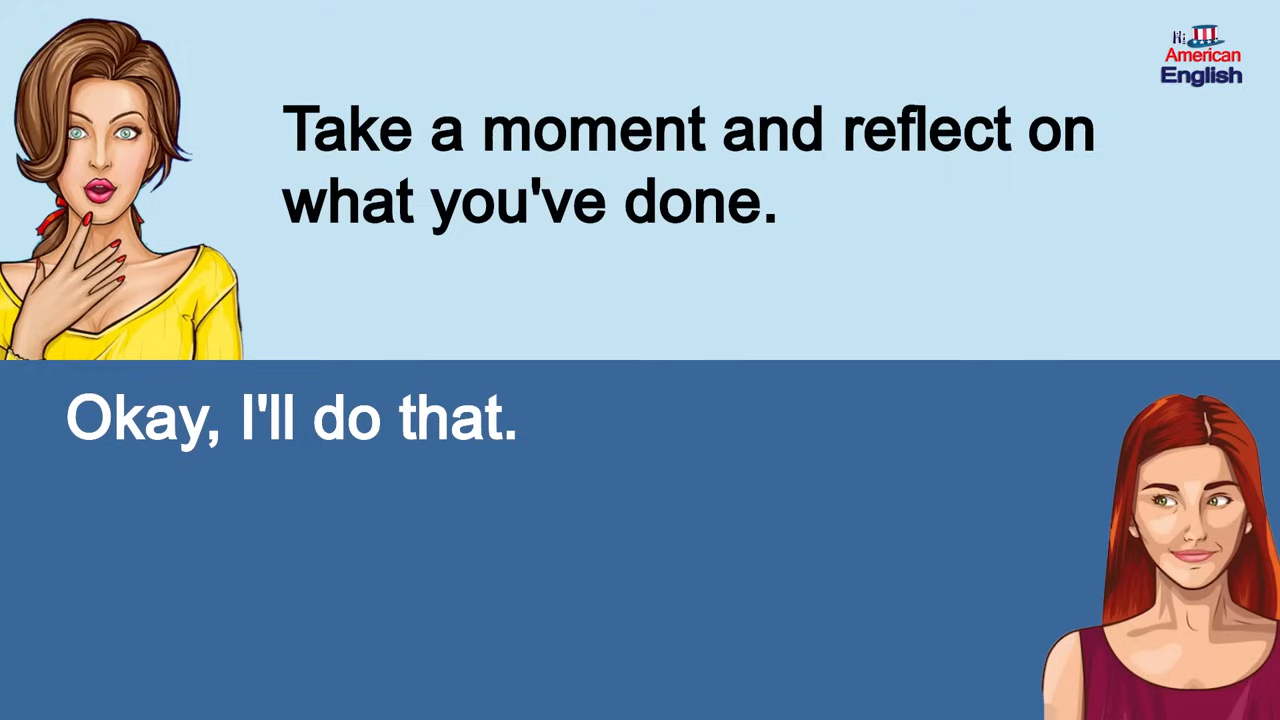 Hi
American
English
Take a moment and reflect on
what you've done.
Okay, I'll do that.